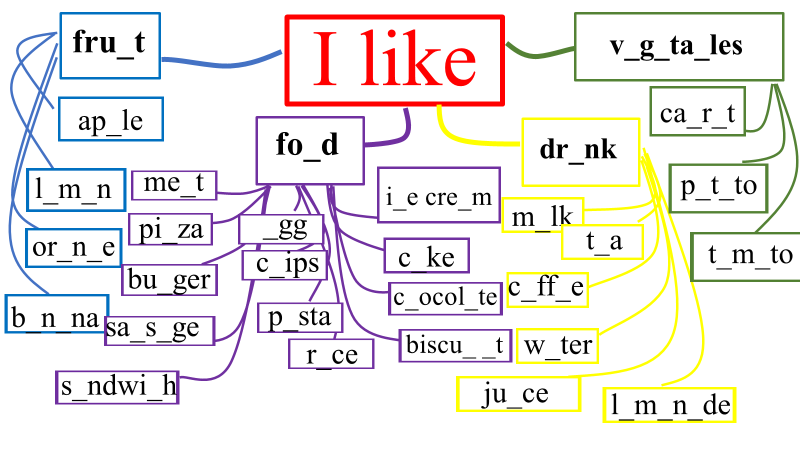 I like
fru_t
ap_le
l_m_n
or_n_e
b_n_na
fo_d
me_t
pi_za
bu_ger
sa_s_ge
s_ndwi_h
_gg
c_ips
p_sta
r_ce
i_e cre_m
c_ke
c_ocol_te
biscu_ _t
dr_nk
m_lk
t_a
c_ff_e
w_ter
ju_ce
l_m_n_de
v_g_ta_les
ca_r_t
p_t_to
t_m_to